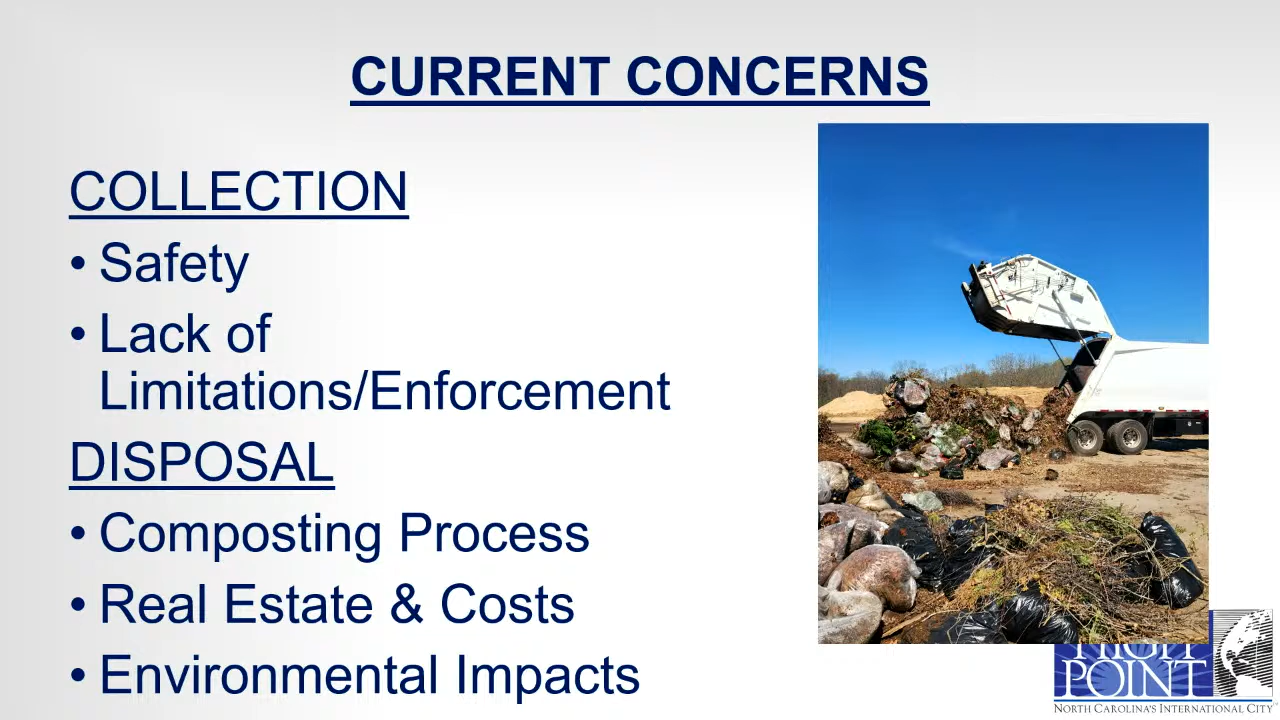 CURRENT CONCERNS
COLLECTION
• Safety
• Lack of
Limitations/Enforcement
DISPOSAL
• Composting Process
• Real Estate & Costs
• Environmental Impacts
HIGH
POINT
NORTH CAROLINA'S INTERNATIONAL CITY